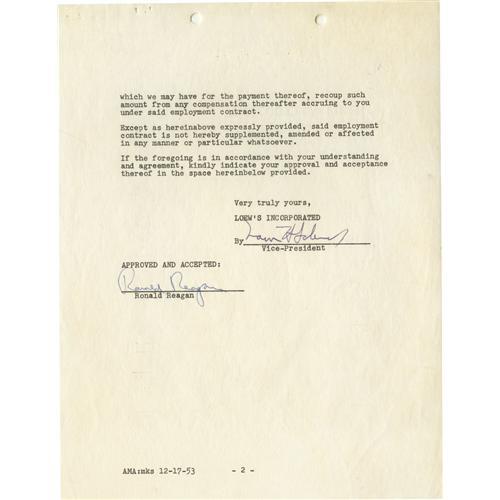 which we may have for the payment thereof, recoup such
amount from any compensation thereafter accruing to you
under said employment contract.
Except as hereinabove expressly provided, said employment
contract is not hereby supplemented, amended or affected
in any manner or particular whatsoever.
If the foregoing is in accordance with your understanding
and agreement, kindly indicate your approval and acceptance
thereof in the space hereinbelow provided.
Very truly yours,
LOEW'S INCORPORATED
By
Vice-President
APPROVED AND ACCEPTED:
Ronald Reagan
Ronald Reagan
AMA:mks 12-17-53 - 2 -